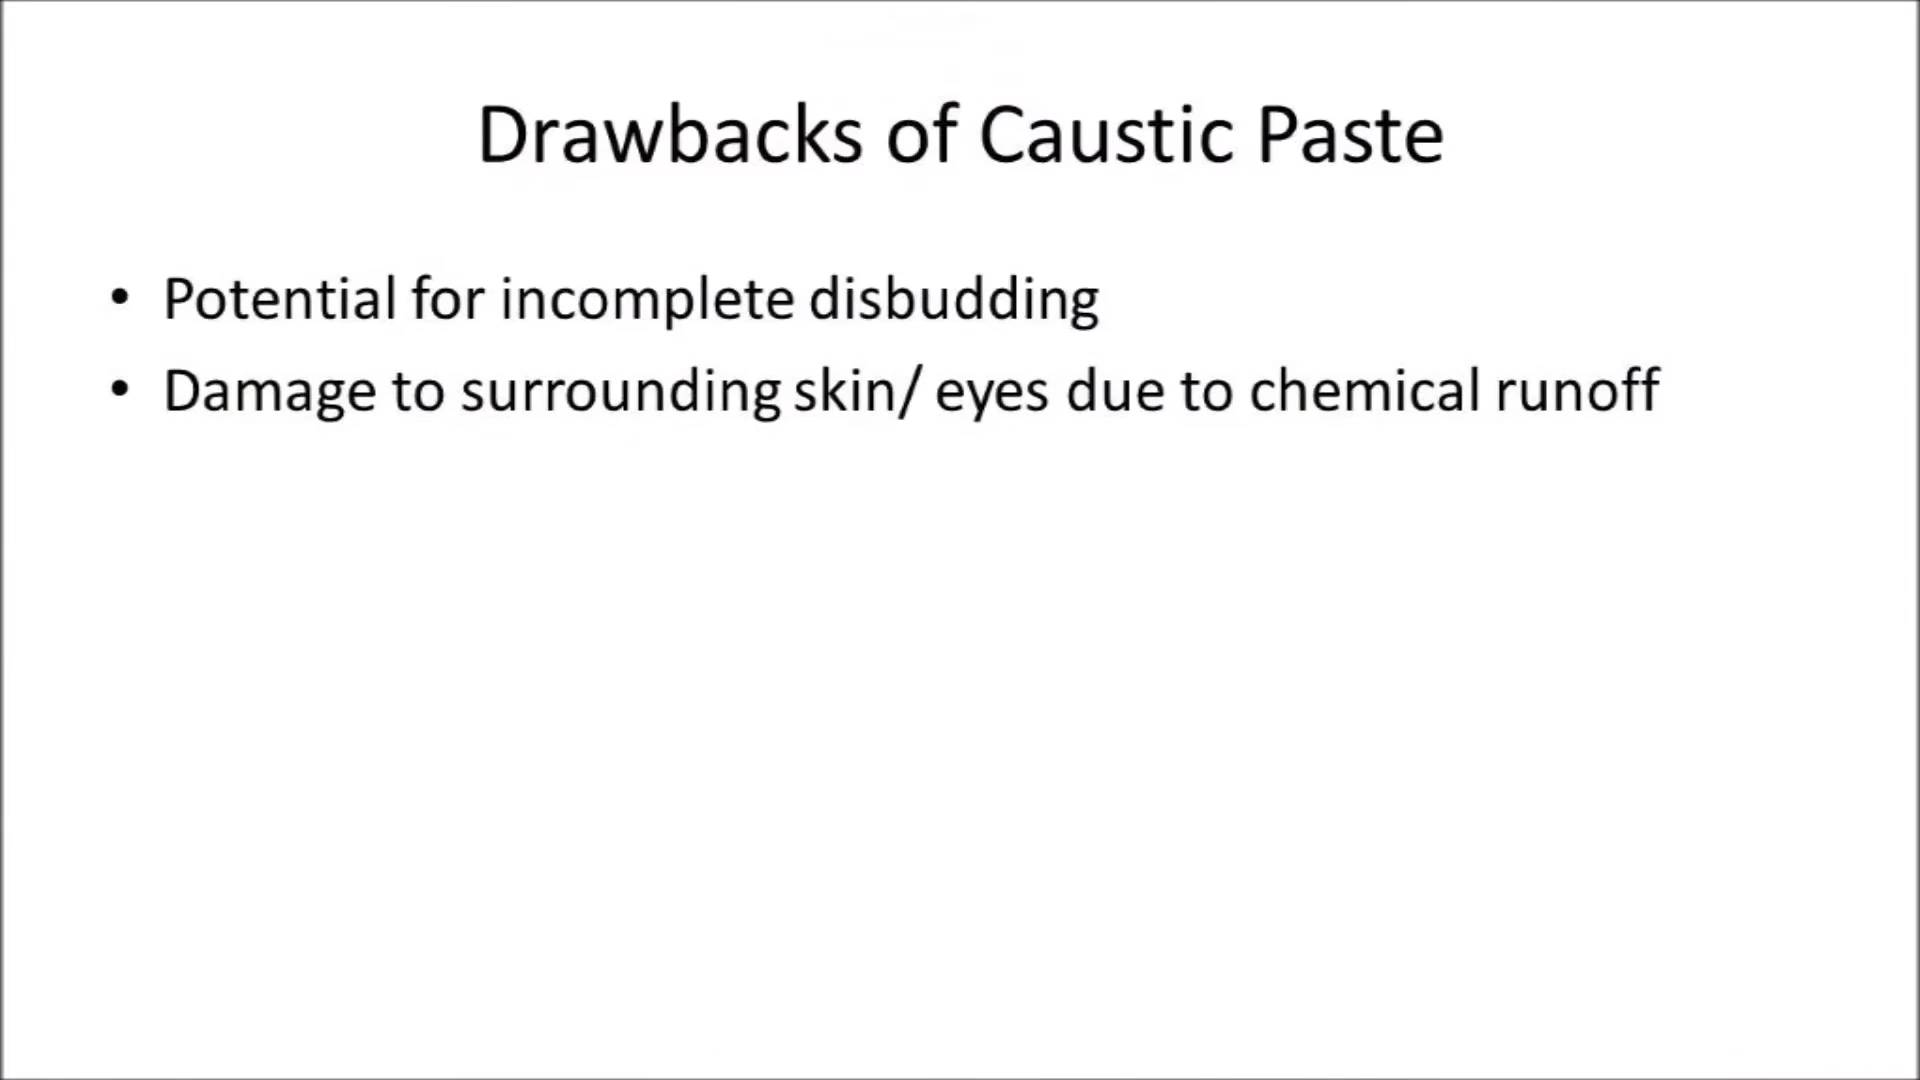 Drawbacks of Caustic Paste
• Potential for incomplete disbudding
• Damage to surrounding skin/ eyes due to chemical runoff